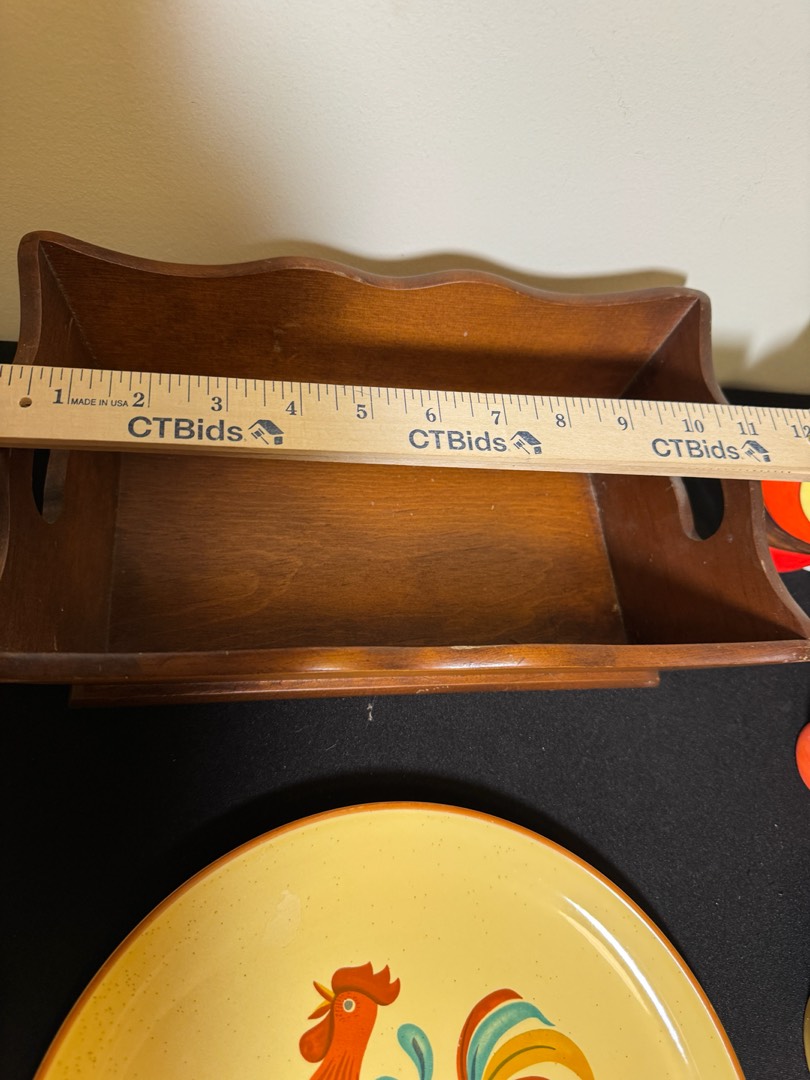 1 MADE IN USA 2 3 4 5 6 7 8 9 10 11 12
CTBids CTBids CTBids